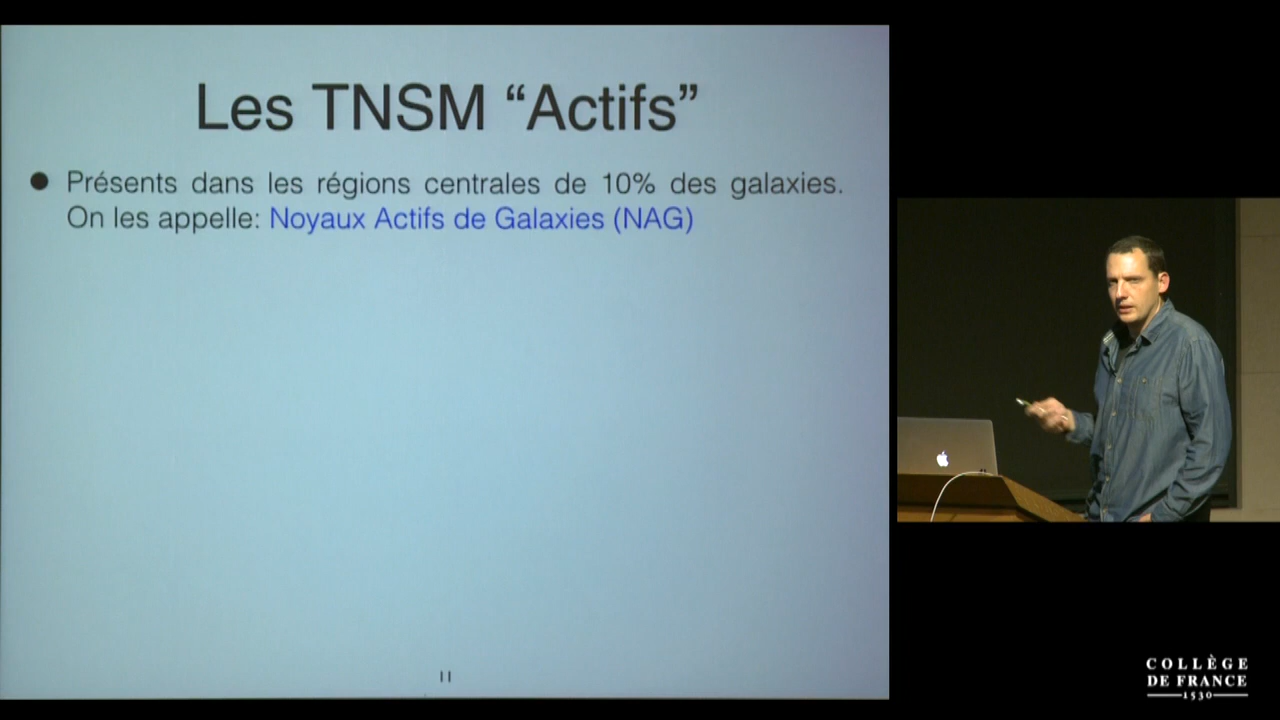 Les TNSM “Actifs”
● Présents dans les régions centrales de 10% des galaxies.
On les appelle: Noyaux Actifs de Galaxies (NAG)
11
COLLÈGE
DE FRANCE
1530